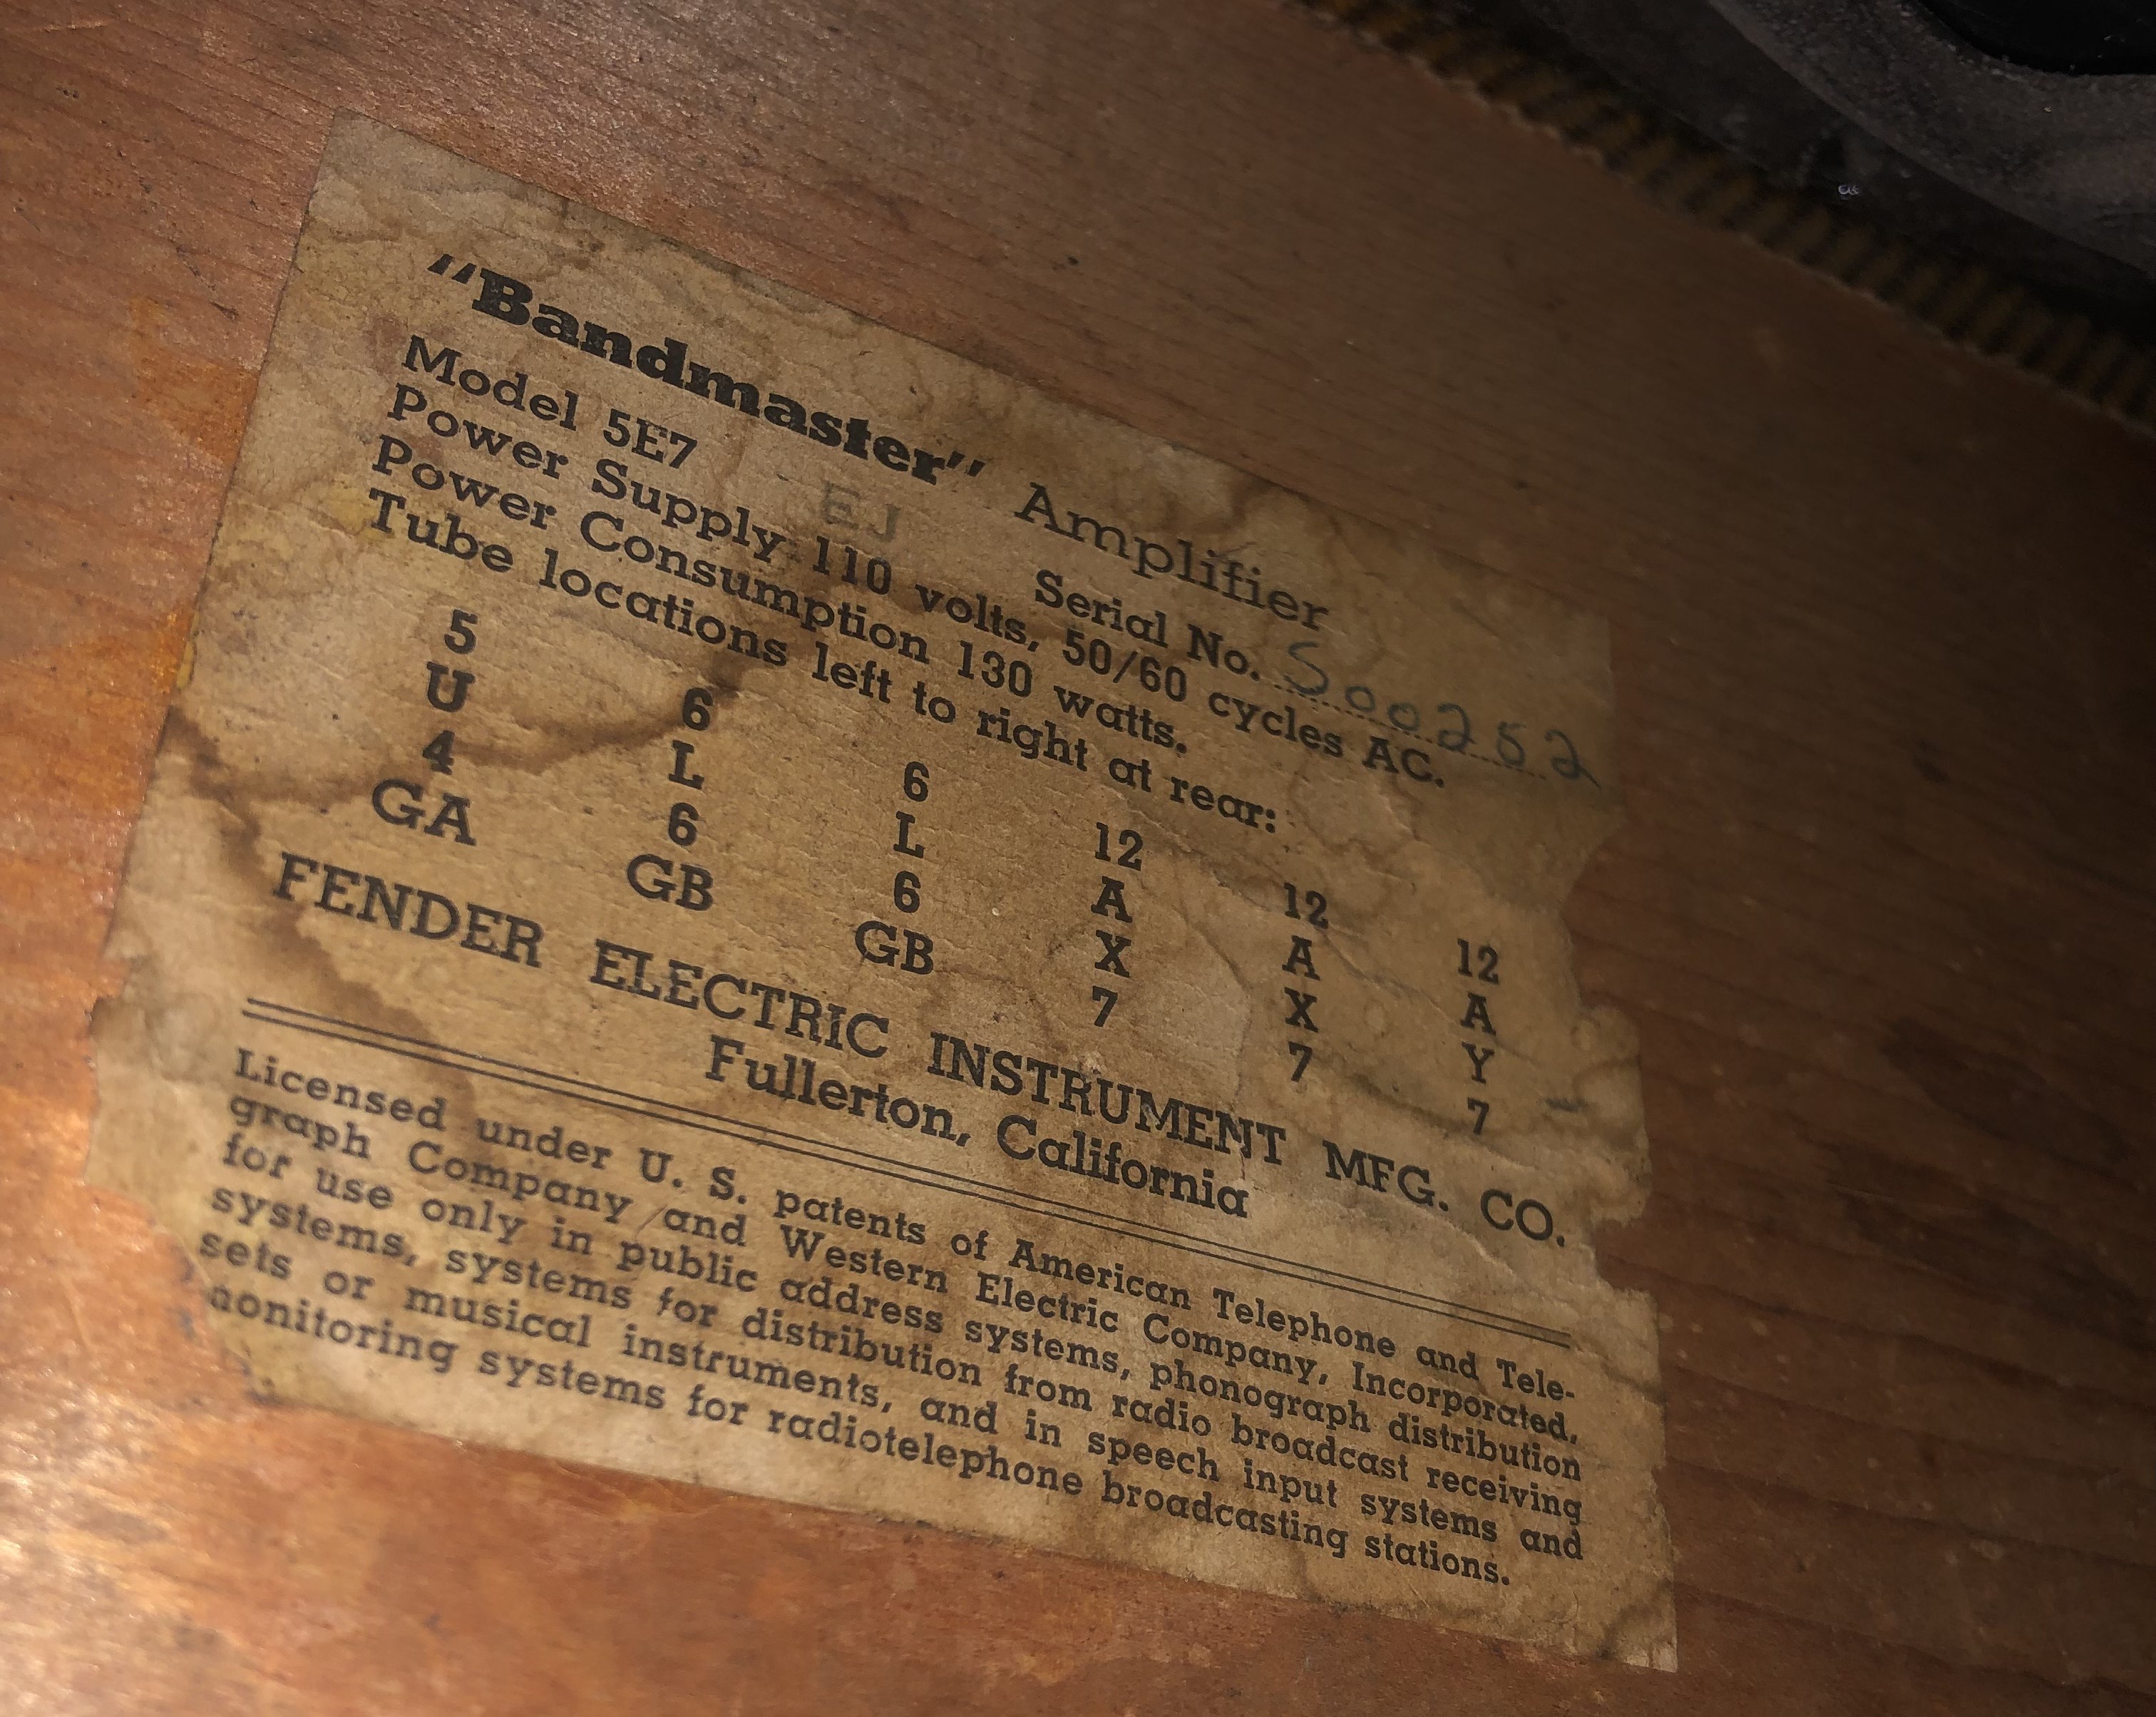 "Bandmaster" Amplifier
Model 5E7 EJ Serial No. S00252
Power Supply 110 volts, 50/60 cycles AC.
Power Consumption 130 watts.
Tube locations left to right at rear:
5 6 6 12 12 12
U L L A A A
4 6 6 X X Y
GA GB GB 7 7 7
FENDER ELECTRIC INSTRUMENT MFG. CO.
Fullerton, California
Licensed under U. S. patents of American Telephone and Tele-
graph Company and Western Electric Company, Incorporated,
for use only in public address systems, phonograph distribution
systems, systems for distribution from radio broadcast receiving
sets or musical instruments, and in speech input systems and
monitoring systems for radiotelephone broadcasting stations.